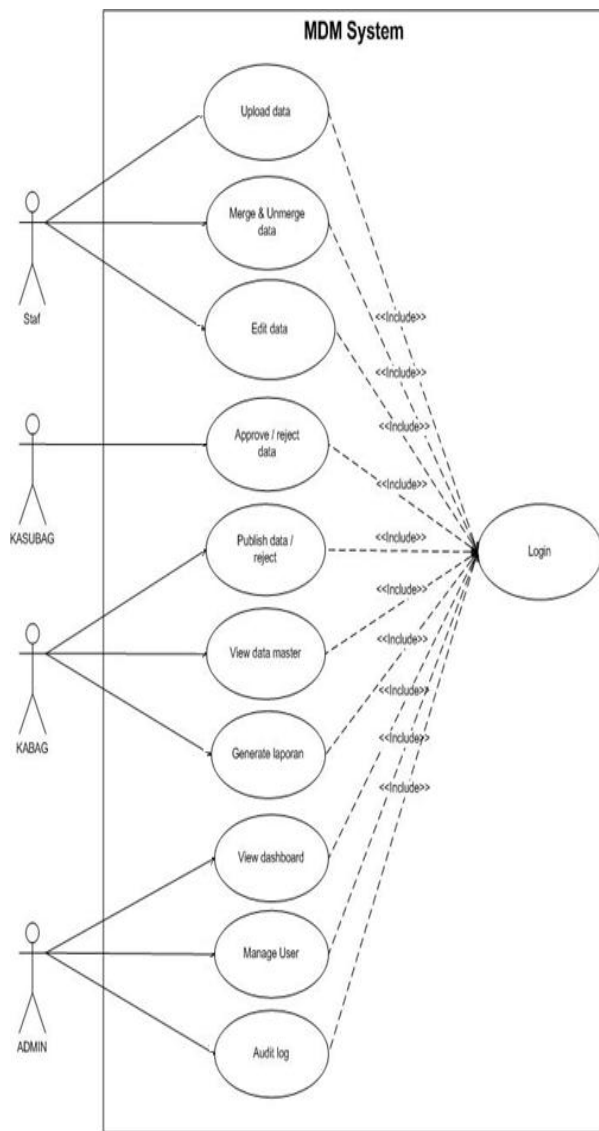 MDM System
Upload data
Merge & Unmerge
data
Staf
Edit data
<<Include>>
<<Include>>
<<Include>>
Approve / reject
data
<<Include>>
KASUBAG
Publish data /
reject
<<Include>>
Login
<<Include>>
View data master
<<Include>>
KABAG
<<Include>>
Generate laporan
<<Include>>
<<Include>>
View dashboard
Manage User
ADMIN
Audit log